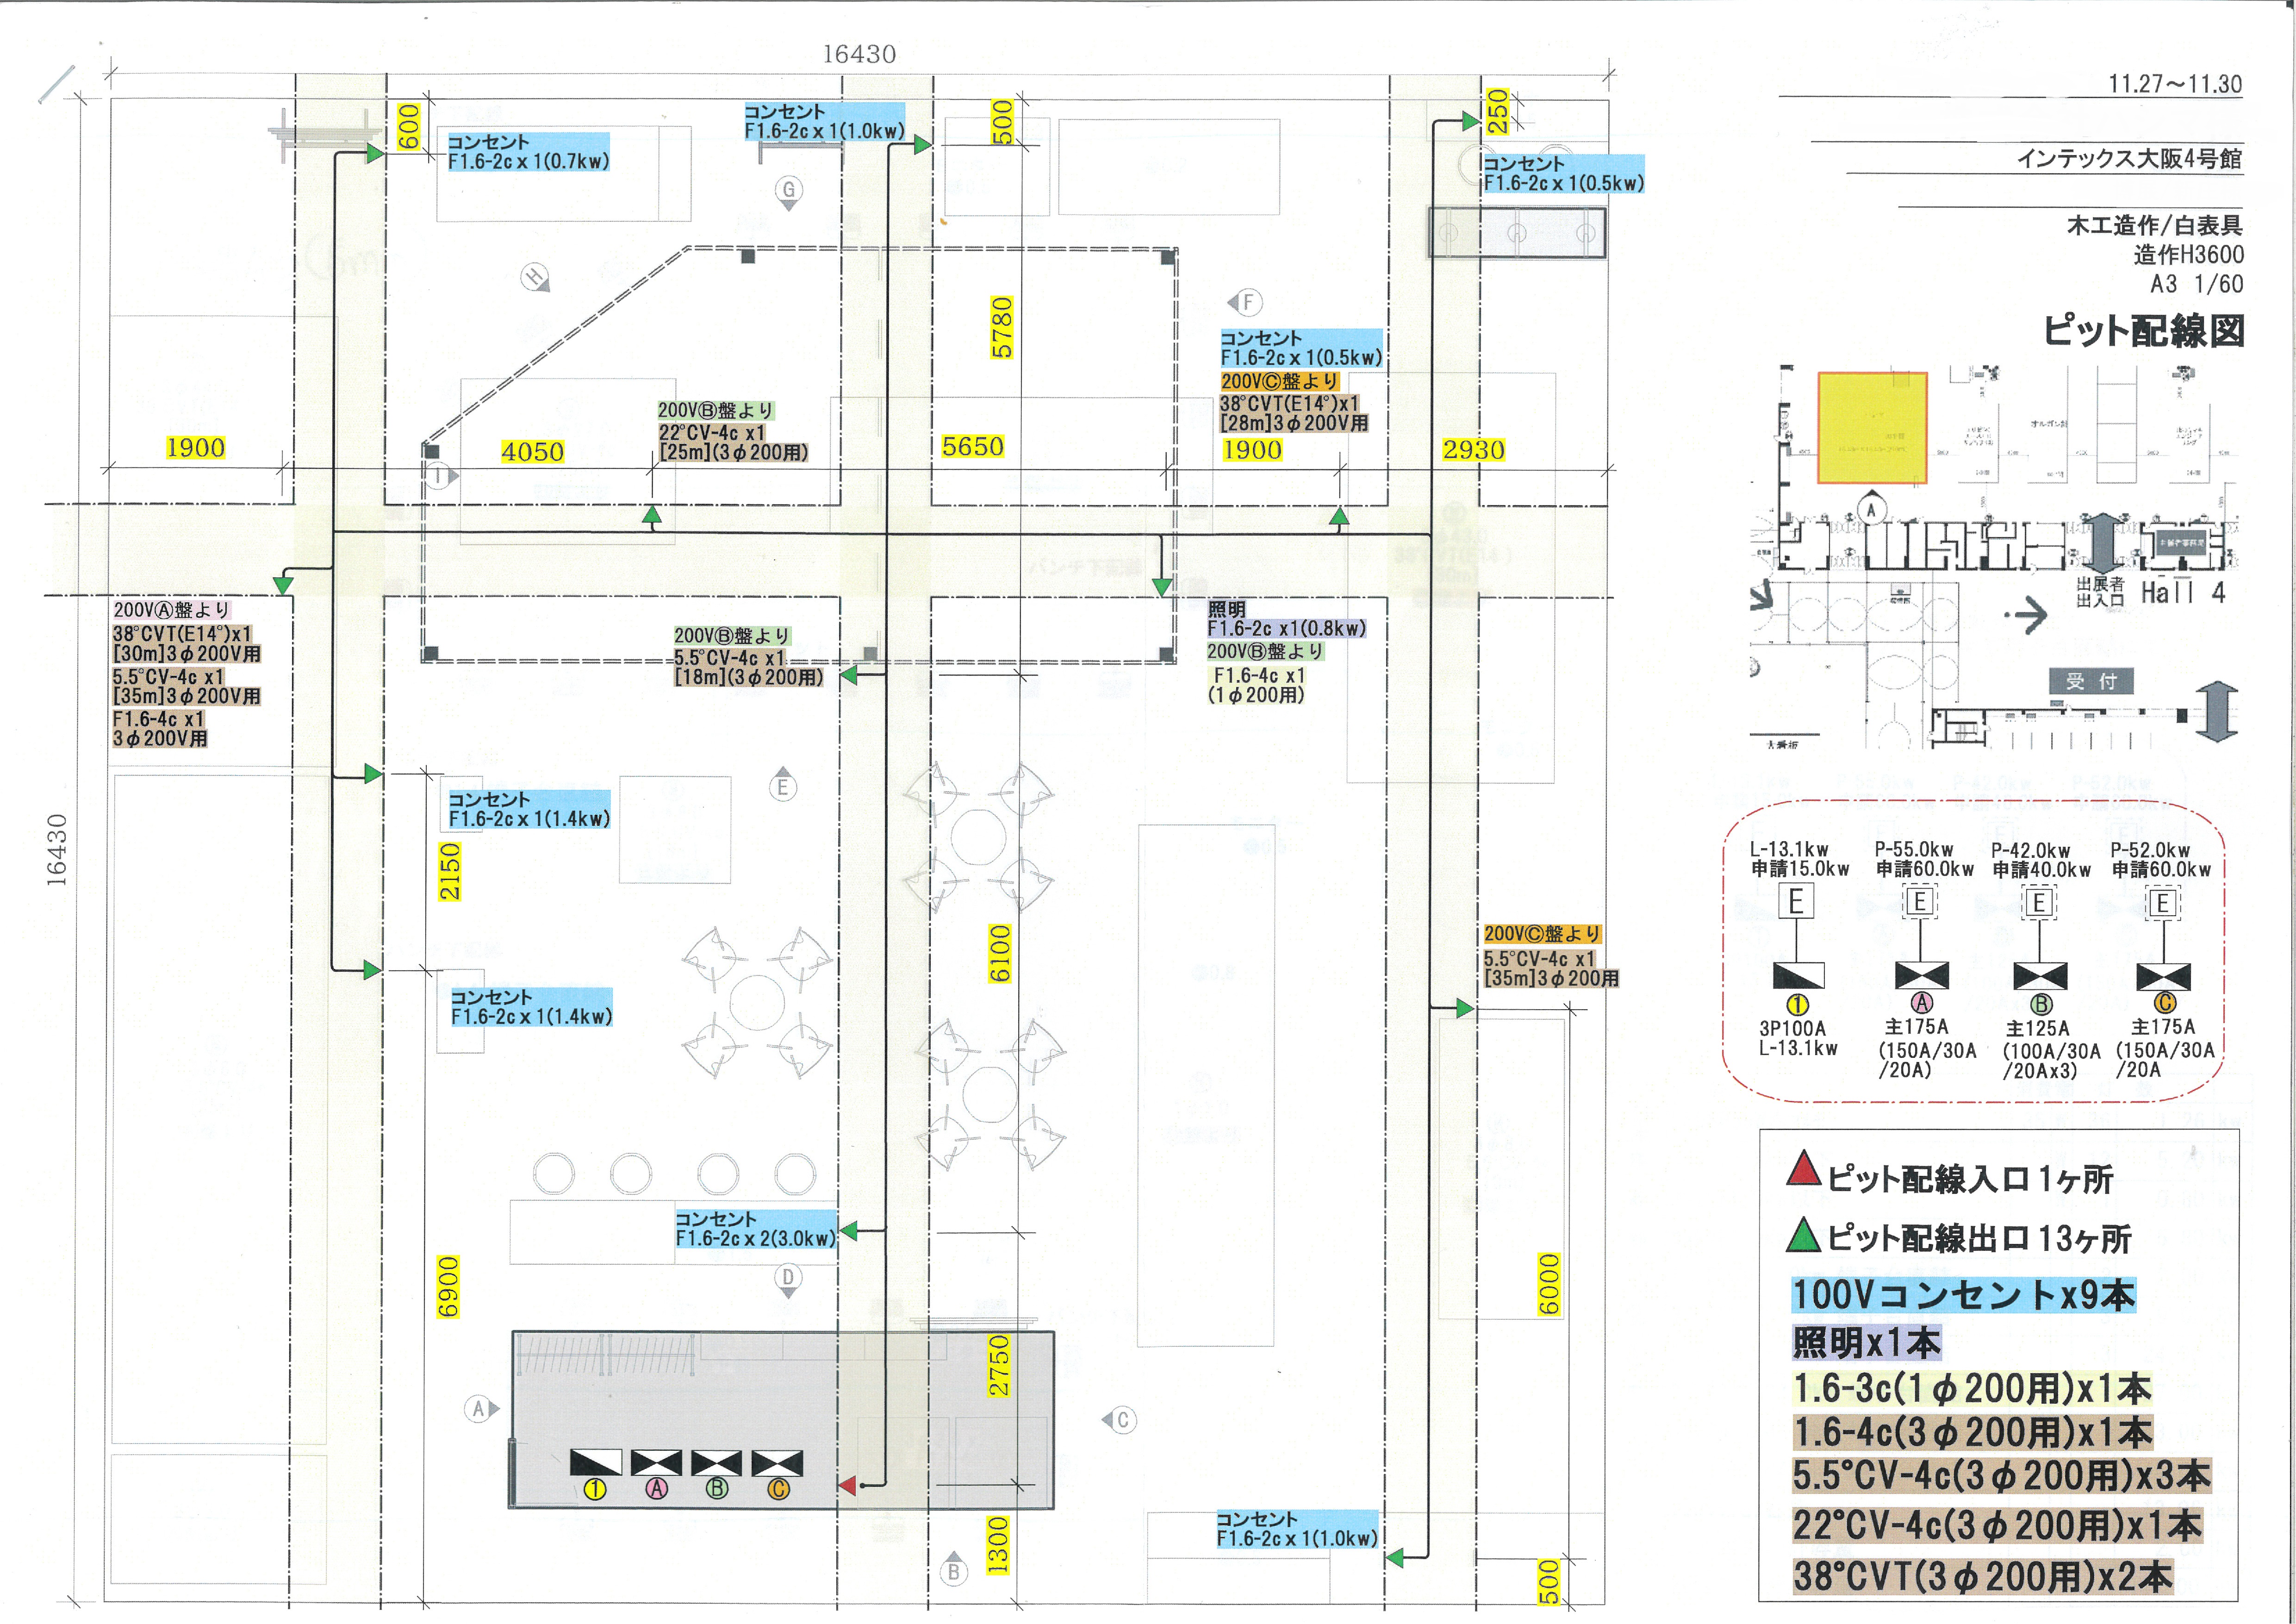 16430
11.27～11.30
インテックス大阪4号館
木工造作/白表具
造作H3600
A3 1/60
ピット配線図
600
コンセント
F1.6-2c x 1(0.7kw)
コンセント
F1.6-2c x 1(1.0kw)
500
250
コンセント
F1.6-2c x 1(0.5kw)
G
H
F
5780
コンセント
F1.6-2c x 1(0.5kw)
200VⒸ盤より
38°CVT(E14°)x1
[28m]3φ200V用
200VⒷ盤より
22°CV-4c x1
[25m](3φ200用)
1900
4050
5650
1900
2930
I
200VⒶ盤より
38°CVT(E14°)x1
[30m]3φ200V用
5.5°CV-4c x1
[35m]3φ200V用
F1.6-4c x1
3φ200V用
200VⒷ盤より
5.5°CV-4c x1
[18m](3φ200用)
照明
F1.6-2c x1(0.8kw)
200VⒷ盤より
F1.6-4c x1
(1φ200用)
16430
コンセント
F1.6-2c x 1(1.4kw)
E
2150
コンセント
F1.6-2c x 1(1.4kw)
6100
200VⒸ盤より
5.5°CV-4c x1
[35m]3φ200用
コンセント
F1.6-2c x 2(3.0kw)
D
6900
6000
2750
A
C
1
A
B
C
コンセント
F1.6-2c x 1(1.0kw)
1300
B
500
オルガン針
A
出展者
出入口
Hall 4
受 付
大看板
L-13.1kw
申請15.0kw
P-55.0kw
申請60.0kw
P-42.0kw
申請40.0kw
P-52.0kw
申請60.0kw
E
E
E
E
1
A
B
C
3P100A
L-13.1kw
主175A
(150A/30A
/20A)
主125A
(100A/30A
/20Ax3)
主175A
(150A/30A
/20A
ピット配線入口1ヶ所
ピット配線出口13ヶ所
100Vコンセントx9本
照明x1本
1.6-3c(1φ200用)x1本
1.6-4c(3φ200用)x1本
5.5°CV-4c(3φ200用)x3本
22°CV-4c(3φ200用)x1本
38°CVT(3φ200用)x2本